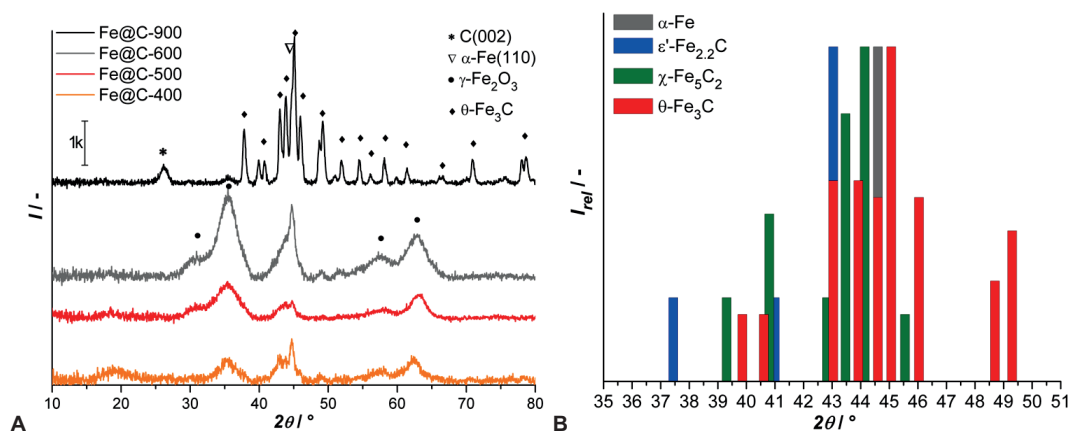 Fe@C-900
Fe@C-600
Fe@C-500
Fe@C-400
* C(002)
▽ α-Fe(110)
● γ-Fe₂O₃
♦ θ-Fe₃C
1k
I / -
10 20 30 40 50 60 70 80
2θ / °
A
α-Fe
ε'-Fe₂.₂C
χ-Fe₅C₂
θ-Fe₃C
I_rel / -
35 36 37 38 39 40 41 42 43 44 45 46 47 48 49 50 51
2θ / °
B